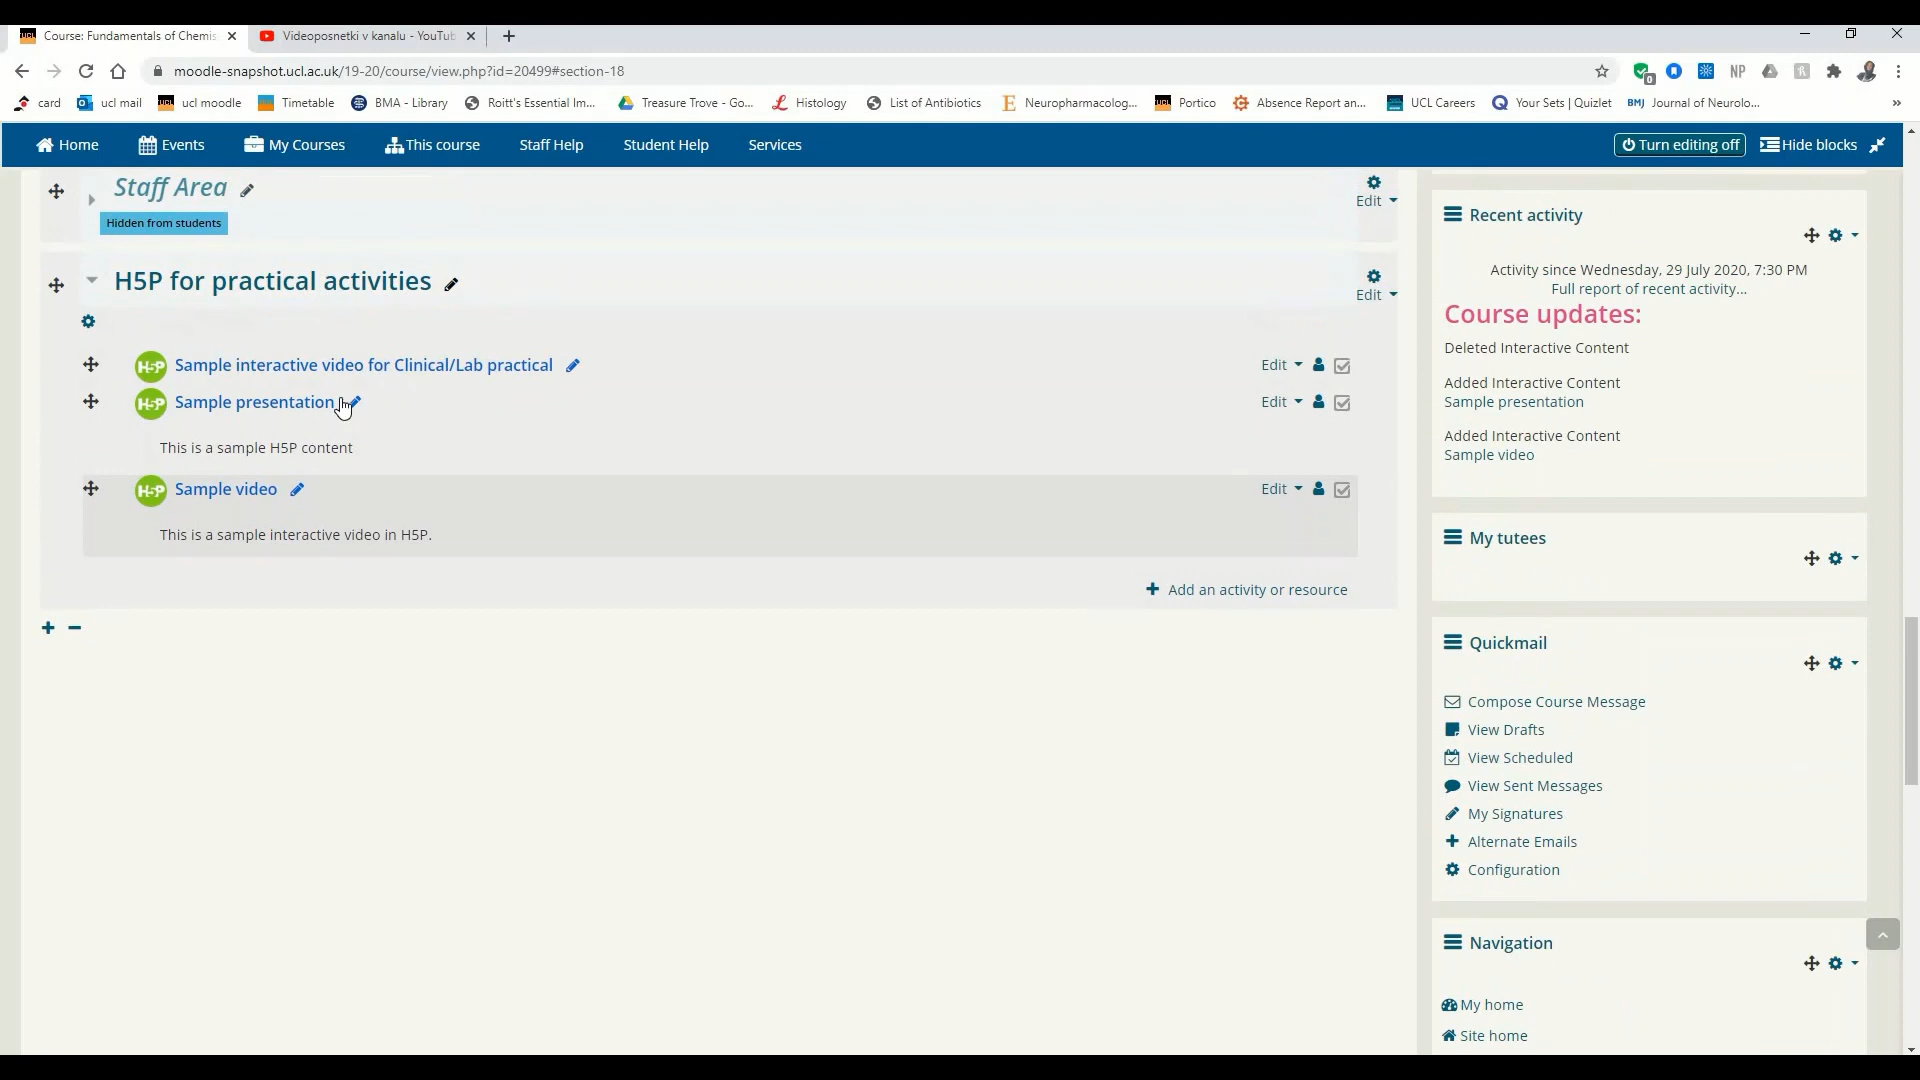 Course: Fundamentals of Chemis
Videoposnetki v kanalu - YouTub
moodle-snapshot.ucl.ac.uk/19-20/course/view.php?id=20499#section-18
card
ucl mail
ucl moodle
Timetable
BMA - Library
Roitt's Essential Im...
Treasure Trove - Go...
Histology
List of Antibiotics
Neuropharmacolog...
Portico
Absence Report an...
UCL Careers
Your Sets | Quizlet
BMJ Journal of Neurolo...
Home
Events
My Courses
This course
Staff Help
Student Help
Services
Turn editing off
Hide blocks
Staff Area
Edit
Hidden from students
H5P for practical activities
Edit
H5P Sample interactive video for Clinical/Lab practical
Edit
H5P Sample presentation
Edit
This is a sample H5P content
H5P Sample video
Edit
This is a sample interactive video in H5P.
Add an activity or resource
Recent activity
Activity since Wednesday, 29 July 2020, 7:30 PM
Full report of recent activity...
Course updates:
Deleted Interactive Content
Added Interactive Content
Sample presentation
Added Interactive Content
Sample video
My tutees
Quickmail
Compose Course Message
View Drafts
View Scheduled
View Sent Messages
My Signatures
Alternate Emails
Configuration
Navigation
My home
Site home